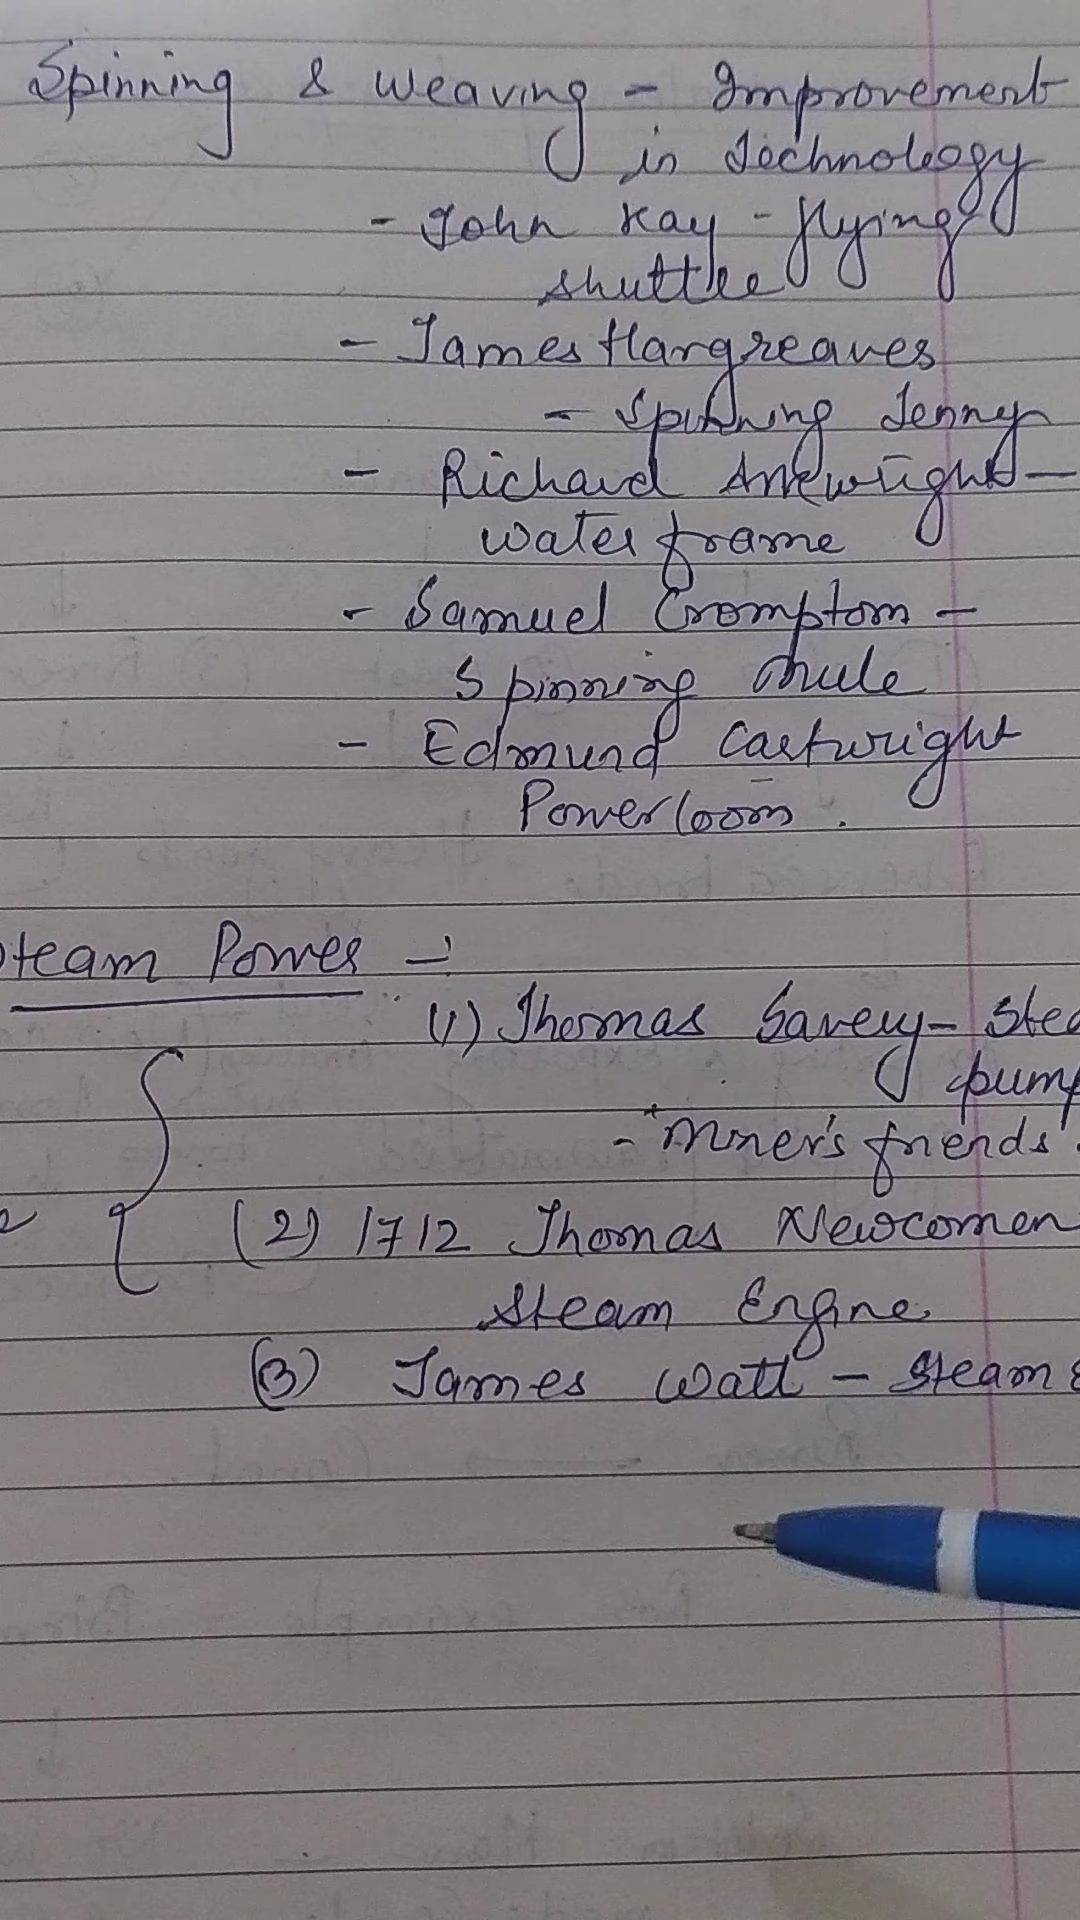 Spinning & Weaving - Improvement
in Technology
- John Kay - flying
shuttle
- James Hargreaves
- Spinning Jenny
- Richard Arkwright -
water frame
- Samuel Crompton -
Spinning mule
- Edmund Cartwright
Powerloom.
Steam Power -:
(1) Thomas Savery - Stea
pump
- "Miner's friends".
(2) 1712 Thomas Newcomen
Steam Engine
(3) James Watt - Steam E